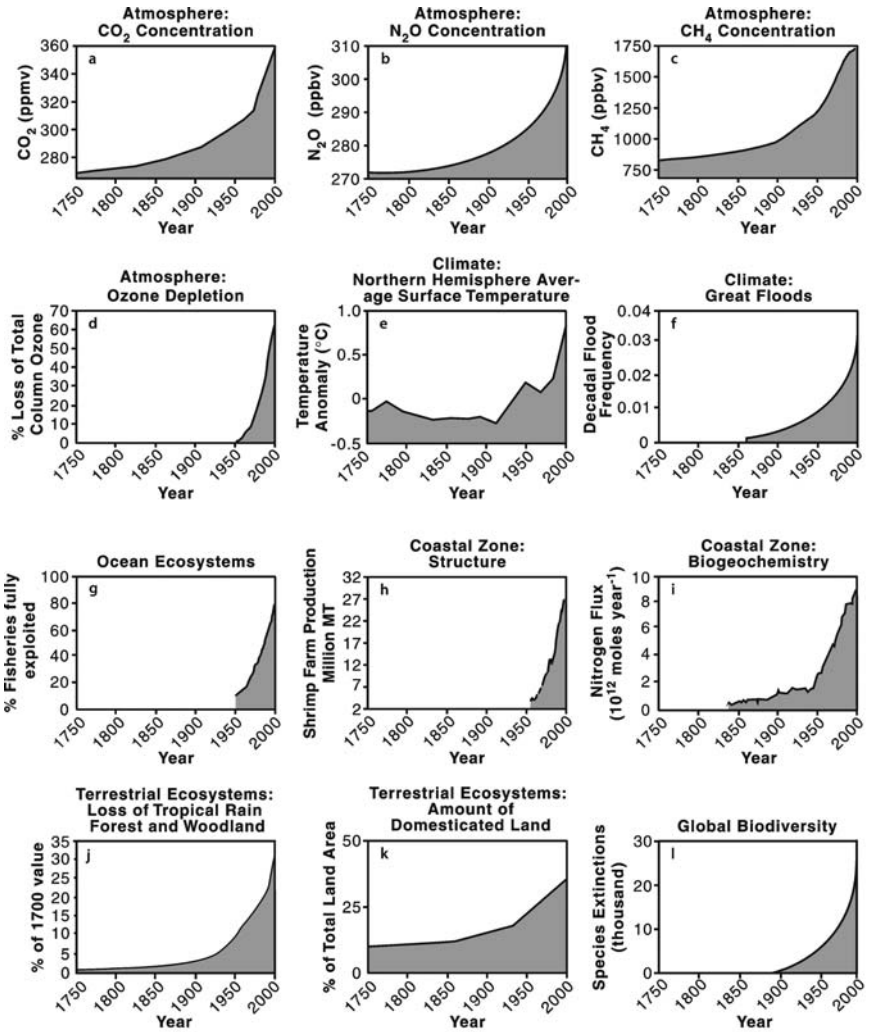 Atmosphere:
CO2 Concentration
a
CO2 (ppmv)
360
340
320
300
280
1750 1800 1850 1900 1950 2000
Year
Atmosphere:
N2O Concentration
b
N2O (ppbv)
310
300
290
280
270
1750 1800 1850 1900 1950 2000
Year
Atmosphere:
CH4 Concentration
c
CH4 (ppbv)
1750
1500
1250
1000
750
1750 1800 1850 1900 1950 2000
Year
Atmosphere:
Ozone Depletion
d
% Loss of Total
Column Ozone
70
60
50
40
30
20
10
0
1750 1800 1850 1900 1950 2000
Year
Climate:
Northern Hemisphere Aver-
age Surface Temperature
e
Temperature
Anomaly (°C)
1.0
0.5
0
-0.5
1750 1800 1850 1900 1950 2000
Year
Climate:
Great Floods
f
Decadal Flood
Frequency
0.04
0.03
0.02
0.01
0
1750 1800 1850 1900 1950 2000
Year
Ocean Ecosystems
g
% Fisheries fully
exploited
100
80
60
40
20
0
1750 1800 1850 1900 1950 2000
Year
Coastal Zone:
Structure
h
Shrimp Farm Production
Million MT
32
27
22
17
12
7
2
1750 1800 1850 1900 1950 2000
Year
Coastal Zone:
Biogeochemistry
i
Nitrogen Flux
(10¹² moles year⁻¹)
10
8
6
4
2
0
1750 1800 1850 1900 1950 2000
Year
Terrestrial Ecosystems:
Loss of Tropical Rain
Forest and Woodland
j
% of 1700 value
35
30
25
20
15
10
5
0
1750 1800 1850 1900 1950 2000
Year
Terrestrial Ecosystems:
Amount of
Domesticated Land
k
% of Total Land Area
50
25
0
1750 1800 1850 1900 1950 2000
Year
Global Biodiversity
l
Species Extinctions
(thousand)
30
20
10
0
1750 1800 1850 1900 1950 2000
Year